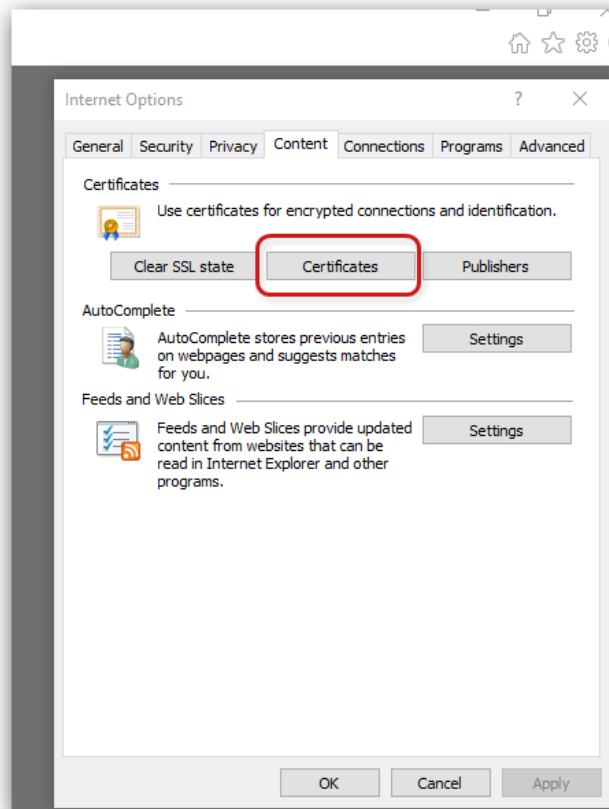 Internet Options
General Security Privacy Content Connections Programs Advanced
Certificates
Use certificates for encrypted connections and identification.
Clear SSL state Certificates Publishers
AutoComplete
AutoComplete stores previous entries
on webpages and suggests matches
for you.
Settings
Feeds and Web Slices
Feeds and Web Slices provide updated
content from websites that can be
read in Internet Explorer and other
programs.
Settings
OK Cancel Apply